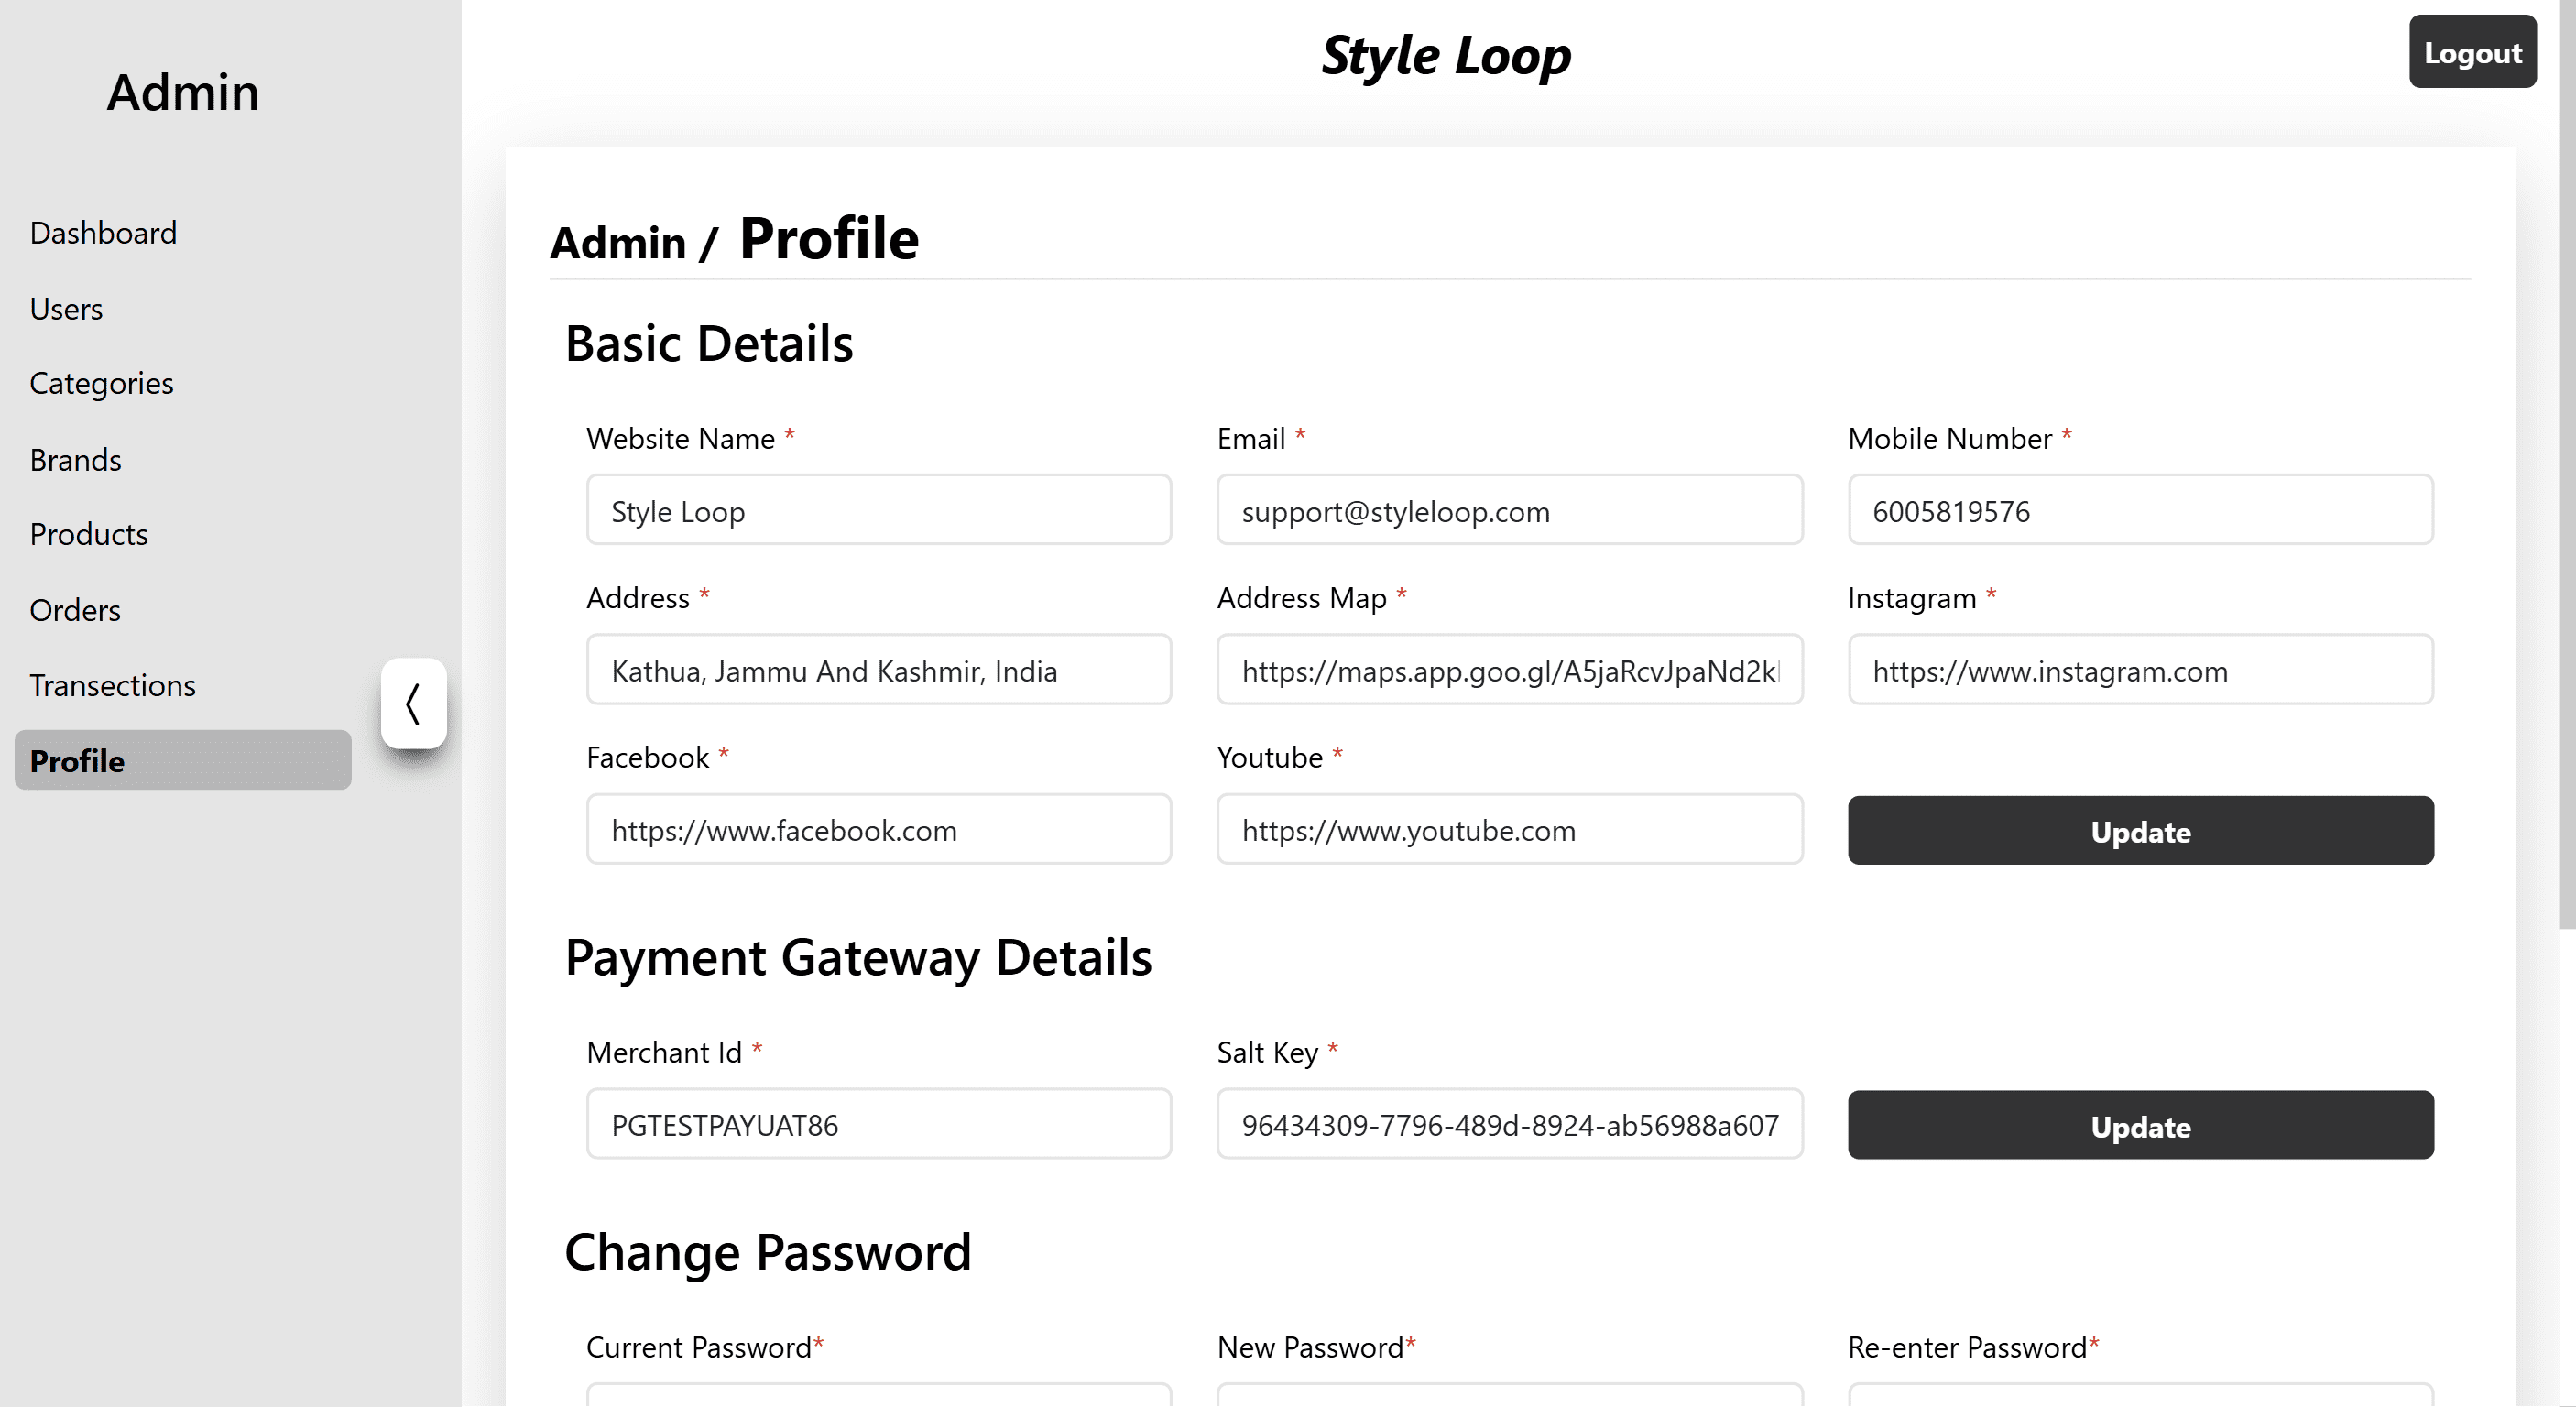 Admin
Dashboard
Users
Categories
Brands
Products
Orders
Transections
Profile
Style Loop
Logout
Admin / Profile
Basic Details
Website Name * Email * Mobile Number *
Style Loop support@styleloop.com 6005819576
Address * Address Map * Instagram *
Kathua, Jammu And Kashmir, India https://maps.app.goo.gl/A5jaRcvJpaNd2k https://www.instagram.com
Facebook * Youtube *
https://www.facebook.com https://www.youtube.com Update
Payment Gateway Details
Merchant Id * Salt Key *
PGTESTPAYUAT86 96434309-7796-489d-8924-ab56988a607 Update
Change Password
Current Password* New Password* Re-enter Password*